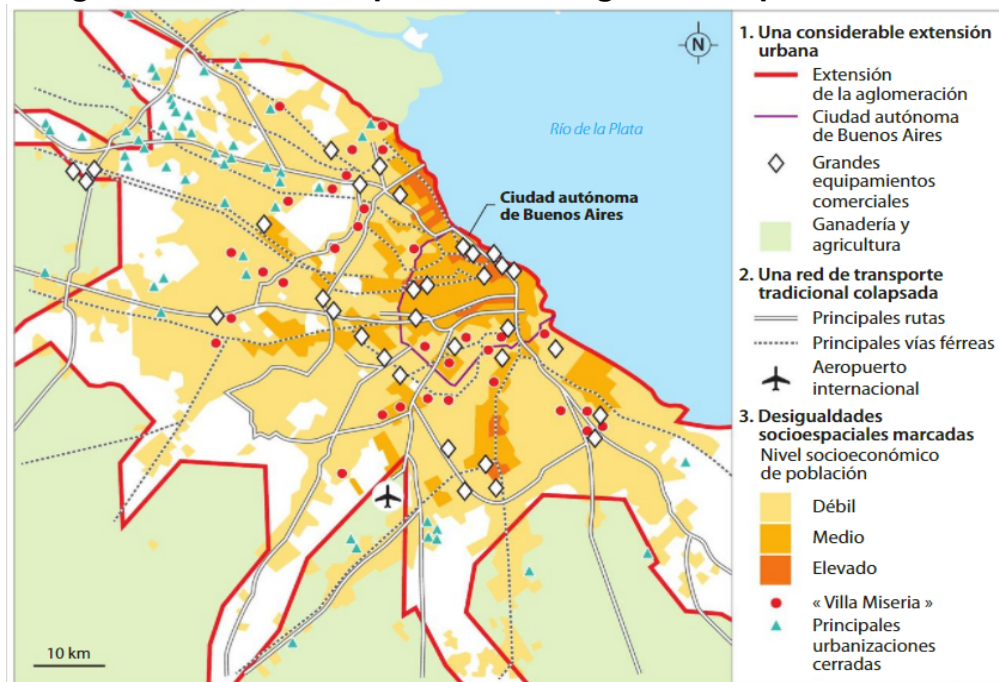 N
Río de la Plata
Ciudad autónoma
de Buenos Aires
10 km
1. Una considerable extensión
urbana
Extensión
de la aglomeración
Ciudad autónoma
de Buenos Aires
Grandes
equipamientos
comerciales
Ganadería y
agricultura
2. Una red de transporte
tradicional colapsada
Principales rutas
Principales vías férreas
Aeropuerto
internacional
3. Desigualdades
socioespaciales marcadas
Nivel socioeconómico
de población
Débil
Medio
Elevado
« Villa Miseria »
Principales
urbanizaciones
cerradas